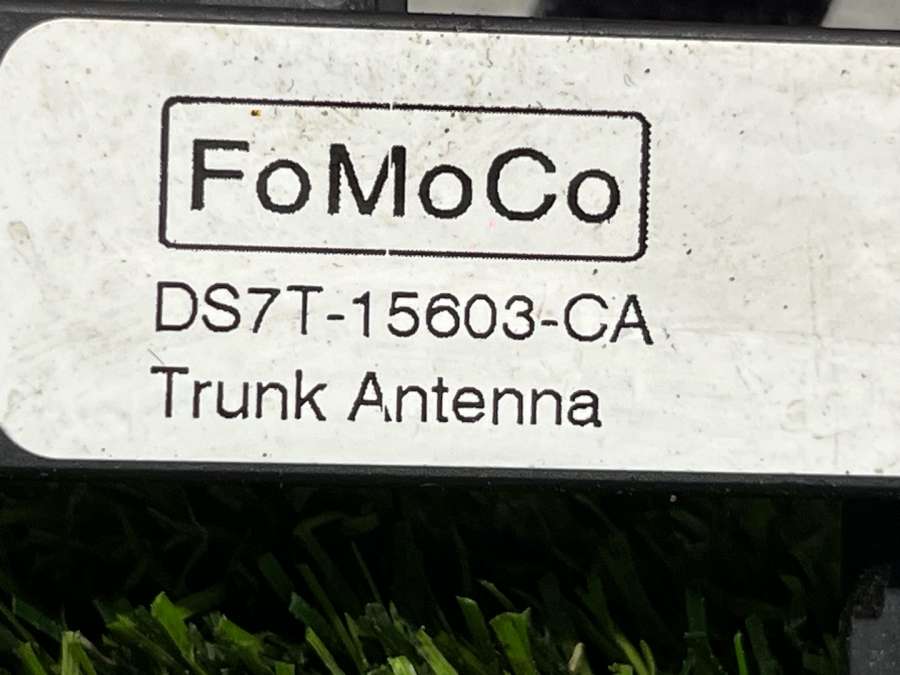 FoMoCo
DS7T-15603-CA
Trunk Antenna